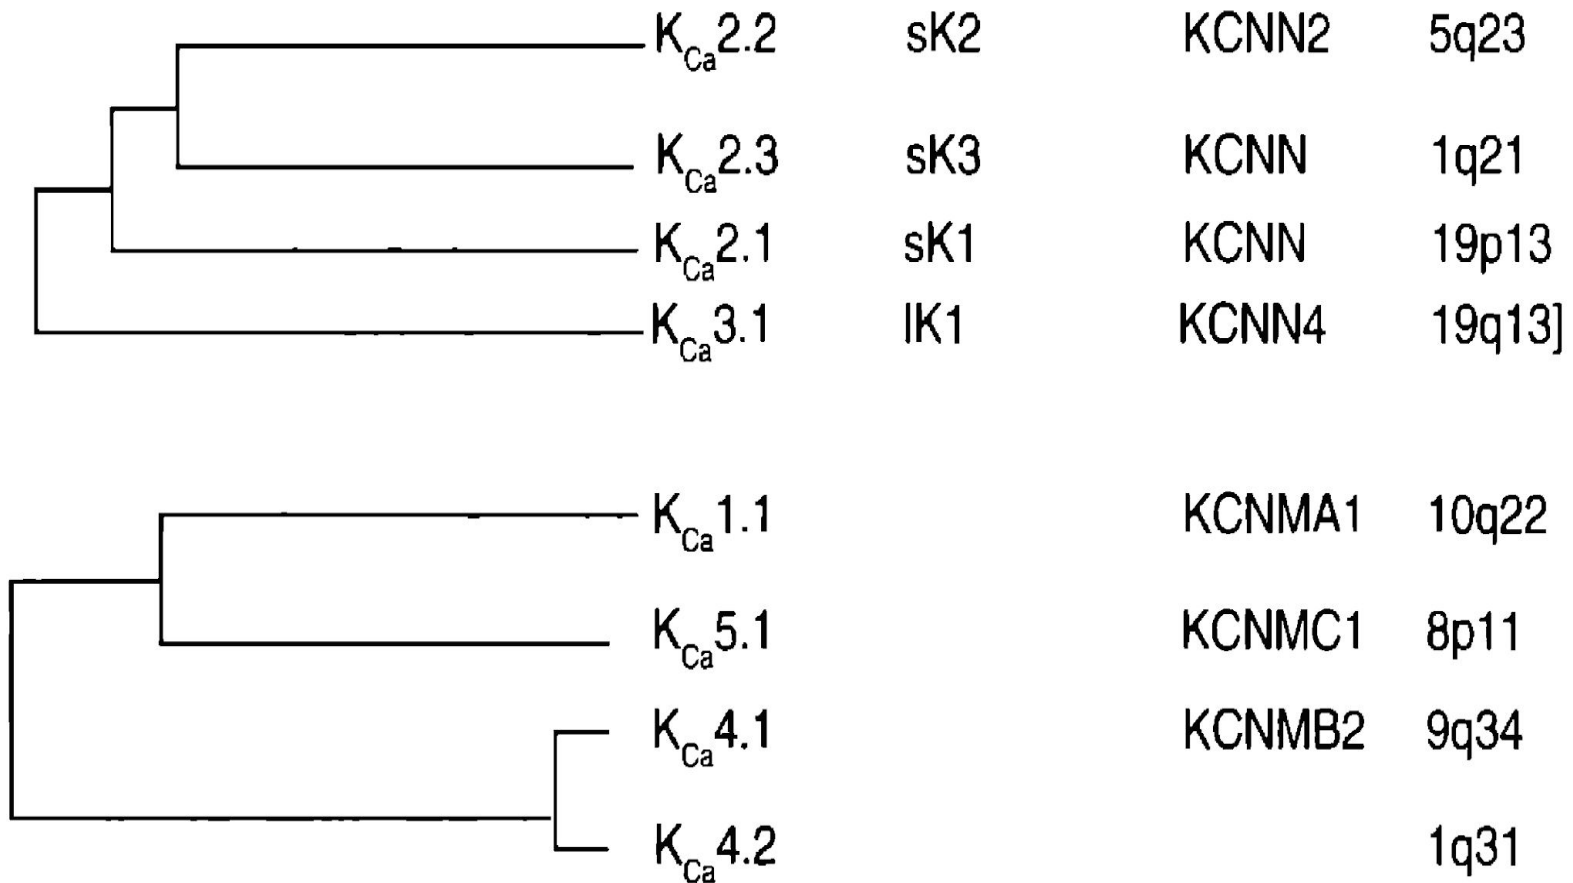 KCa2.2 sK2 KCNN2 5q23
KCa2.3 sK3 KCNN 1q21
KCa2.1 sK1 KCNN 19p13
KCa3.1 IK1 KCNN4 19q13]
KCa1.1 KCNMA1 10q22
KCa5.1 KCNMC1 8p11
KCa4.1 KCNMB2 9q34
KCa4.2 1q31